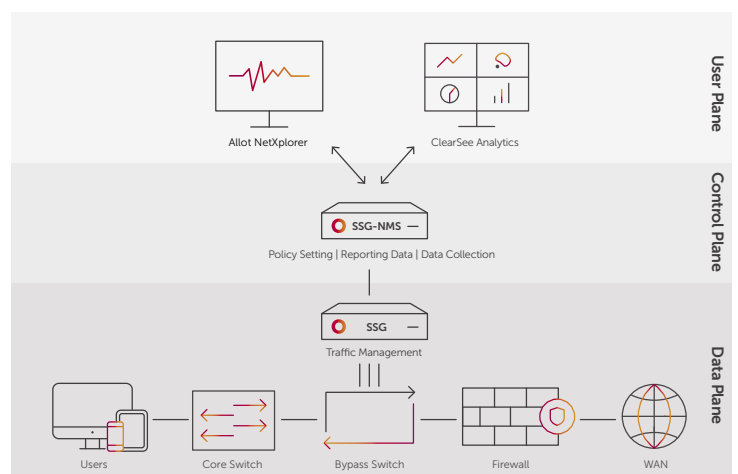 User Plane
Allot NetXplorer
ClearSee Analytics
Control Plane
SSG-NMS
Policy Setting | Reporting Data | Data Collection
Data Plane
SSG
Traffic Management
Users
Core Switch
Bypass Switch
Firewall
WAN